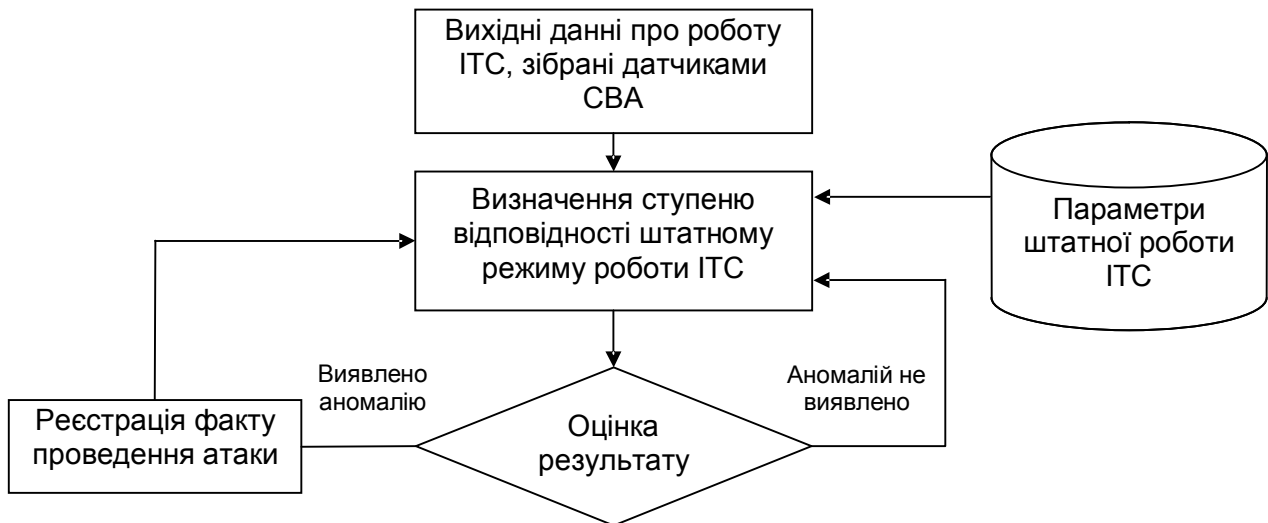 Вихідні данні про роботу
ІТС, зібрані датчиками
СВА
Визначення ступеню
відповідності штатному
режиму роботи ІТС
Параметри
штатної роботи
ІТС
Виявлено
аномалію
Аномалій не
виявлено
Реєстрація факту
проведення атаки
Оцінка
результату